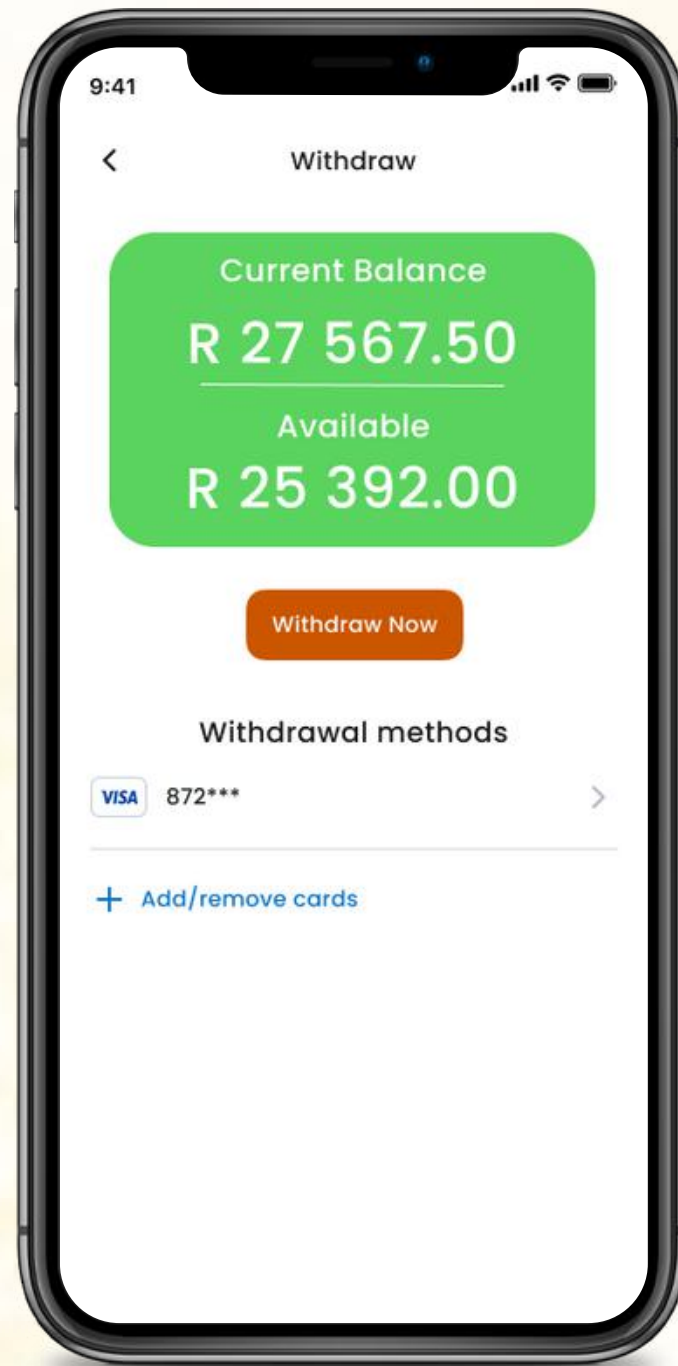 9:41
Withdraw
Current Balance
R 27 567.50
Available
R 25 392.00
Withdraw Now
Withdrawal methods
VISA 872***
+ Add/remove cards